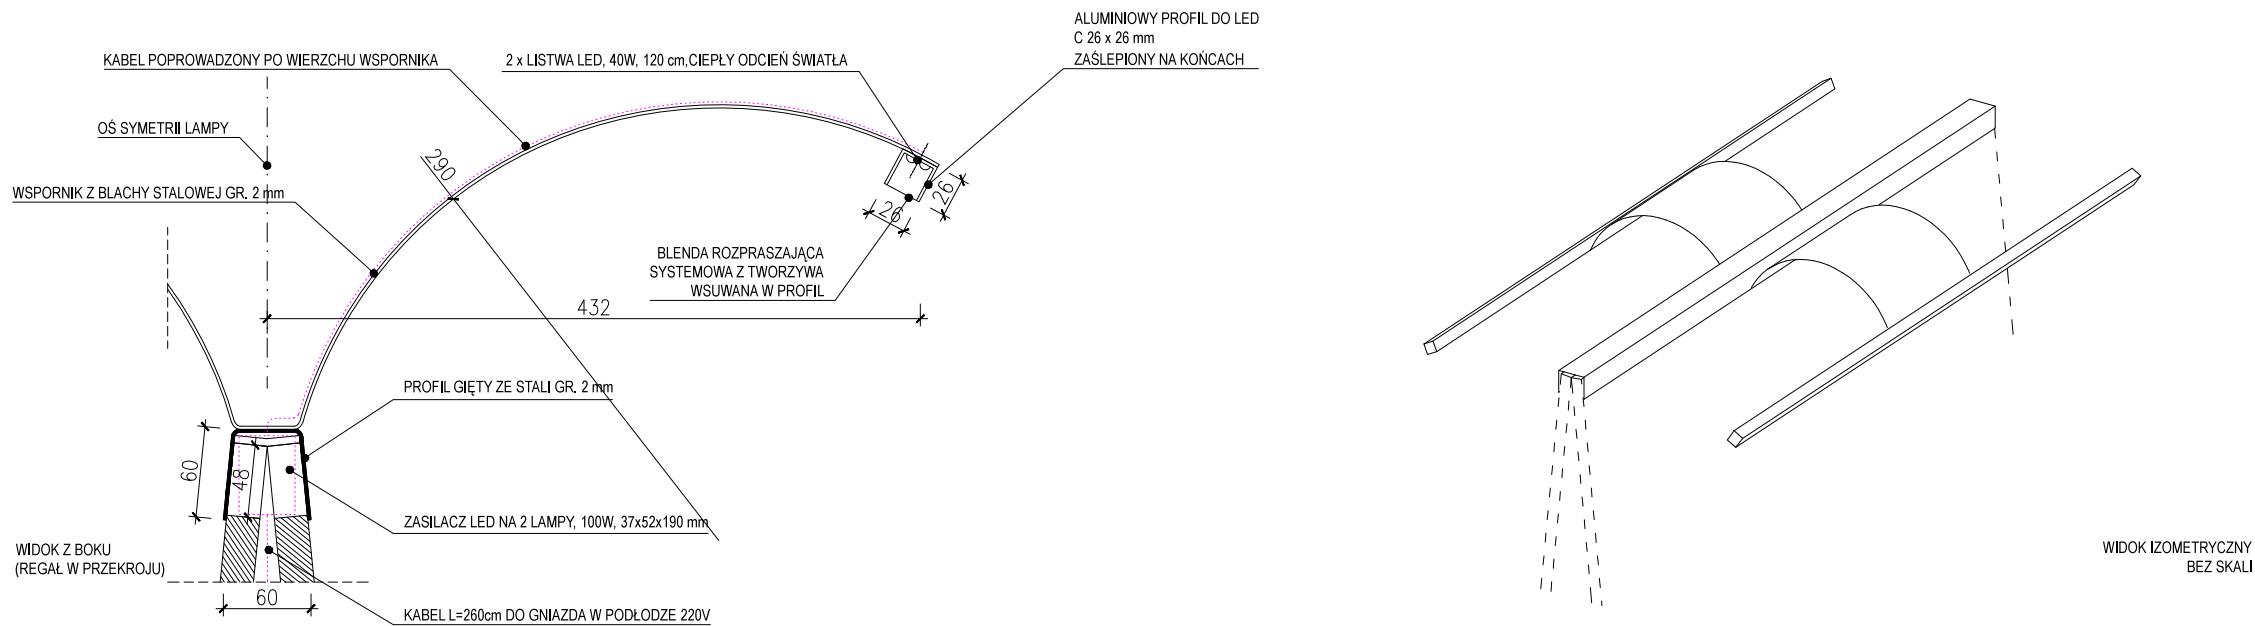 ALUMINIOWY PROFIL DO LED
C 26 x 26 mm
ZAŚLEPIONY NA KOŃCACH
KABEL POPROWADZONY PO WIERZCHU WSPORNIKA
2 x LISTWA LED, 40W, 120 cm,CIEPŁY ODCIEŃ ŚWIATŁA
OŚ SYMETRII LAMPY
290
WSPORNIK Z BLACHY STALOWEJ GR. 2 mm
26
26
BLENDA ROZPRASZAJĄCA
SYSTEMOWA Z TWORZYWA
WSUWANA W PROFIL
432
PROFIL GIĘTY ZE STALI GR. 2 mm
60
48
ZASILACZ LED NA 2 LAMPY, 100W, 37x52x190 mm
WIDOK Z BOKU
(REGAŁ W PRZEKROJU)
60
KABEL L=260cm DO GNIAZDA W PODŁODZE 220V
WIDOK IZOMETRYCZNY
BEZ SKALI